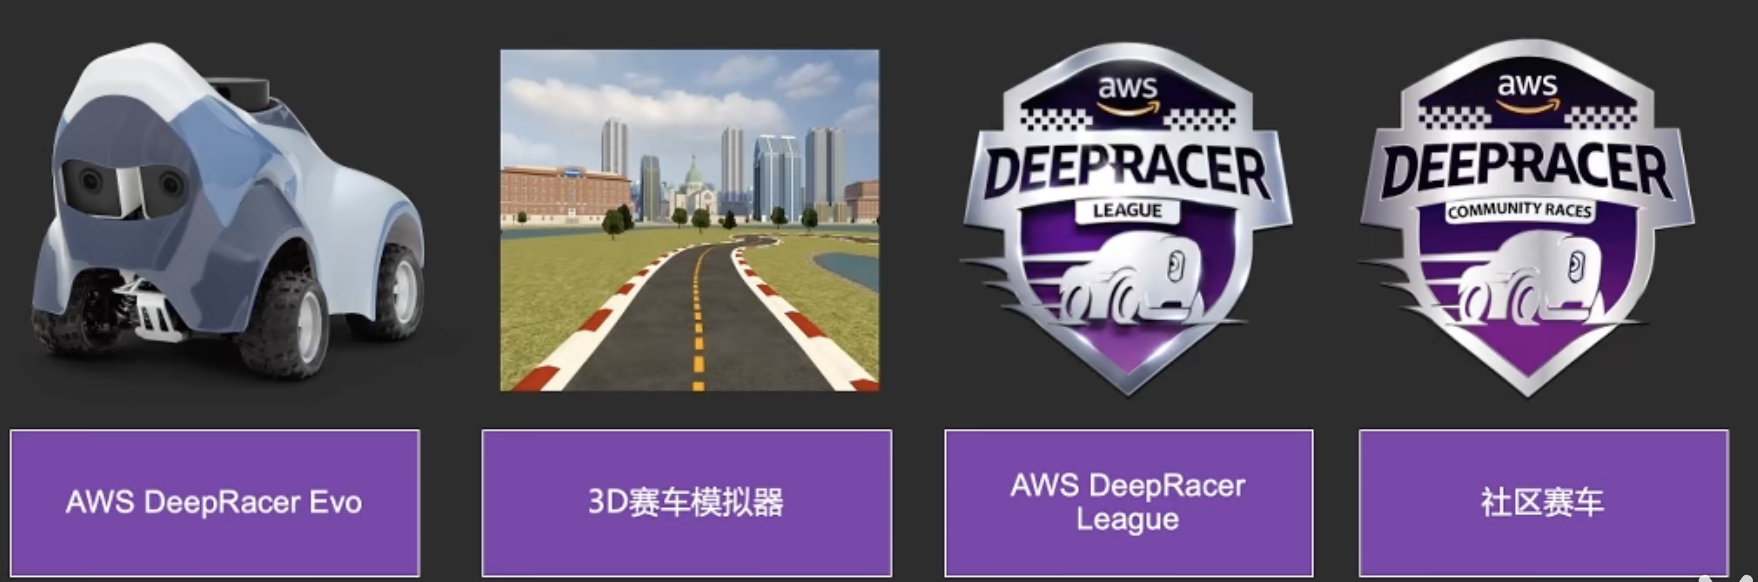 aws
DEEPRACER
LEAGUE
aws
DEEPRACER
COMMUNITY RACES
AWS DeepRacer Evo
3D赛车模拟器
AWS DeepRacer
League
社区赛车